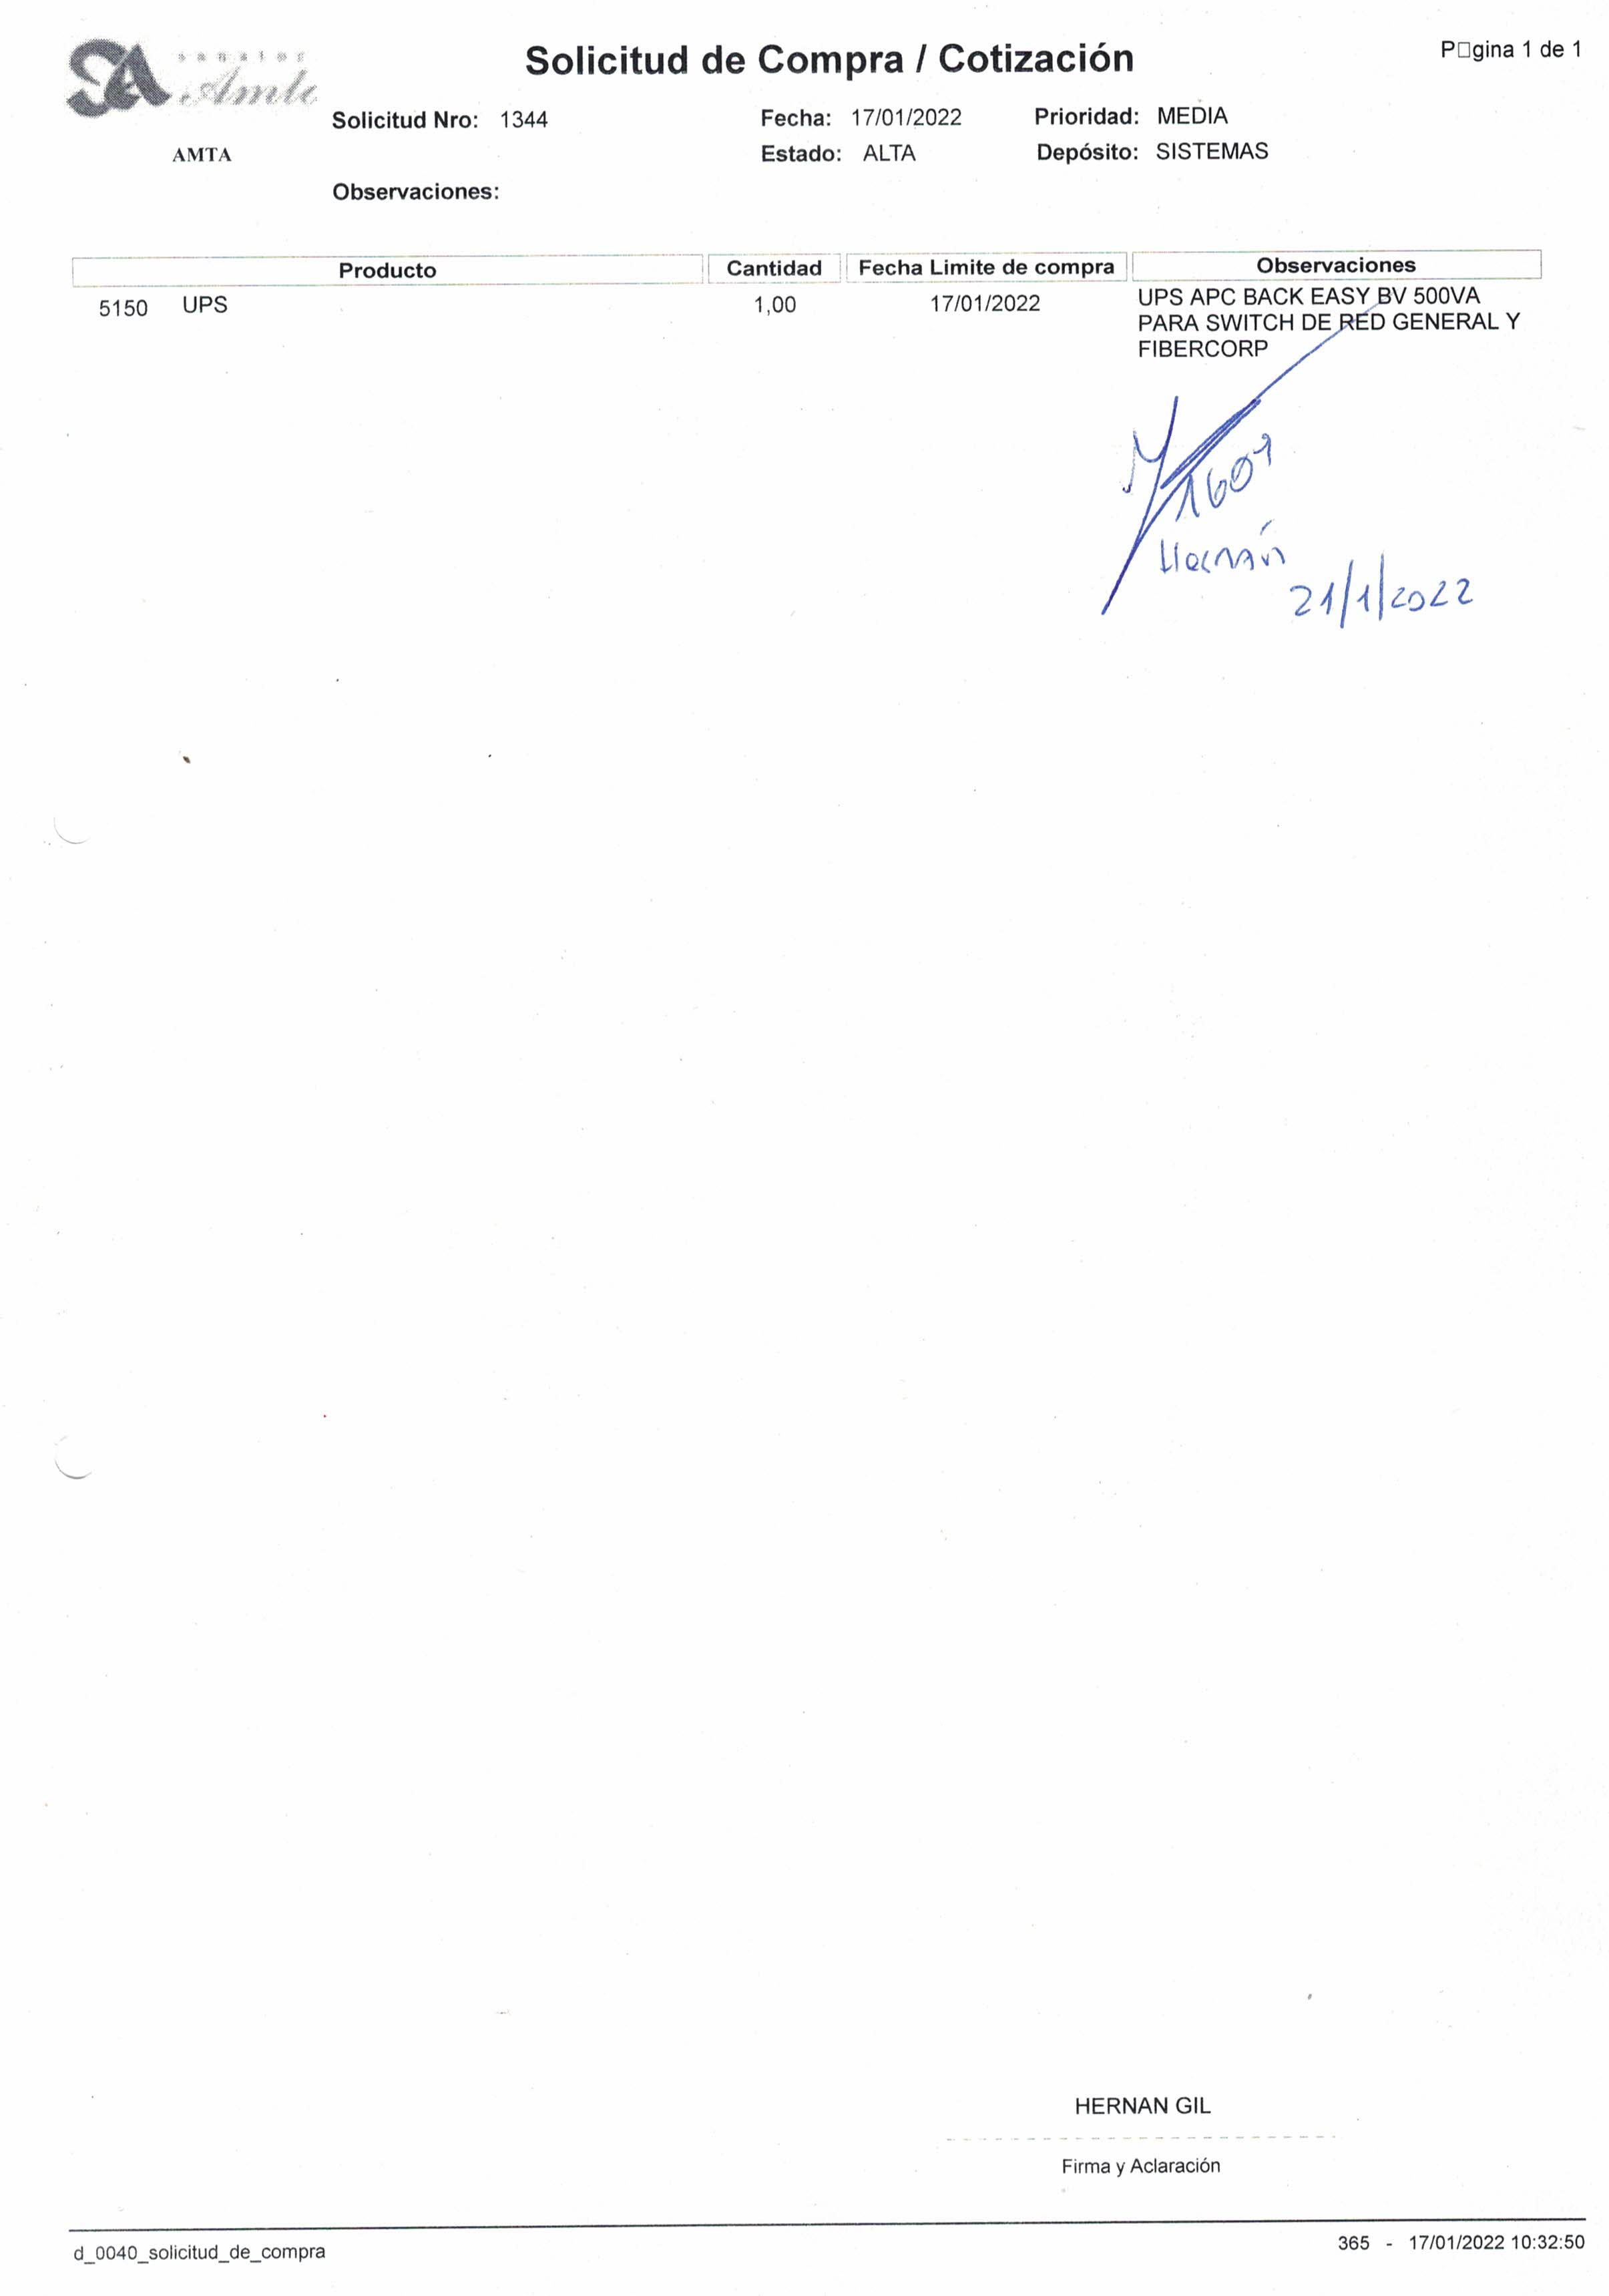 SA Amta
Solicitud de Compra / Cotización
P□gina 1 de 1
Solicitud Nro: 1344
Fecha: 17/01/2022
Prioridad: MEDIA
AMTA
Estado: ALTA
Depósito: SISTEMAS
Observaciones:
Producto Cantidad Fecha Limite de compra Observaciones
5150 UPS 1,00 17/01/2022 UPS APC BACK EASY BV 500VA
PARA SWITCH DE RED GENERAL Y
FIBERCORP
1601
Hernán
21/1/2022
HERNAN GIL
Firma y Aclaración
d_0040_solicitud_de_compra
365 - 17/01/2022 10:32:50